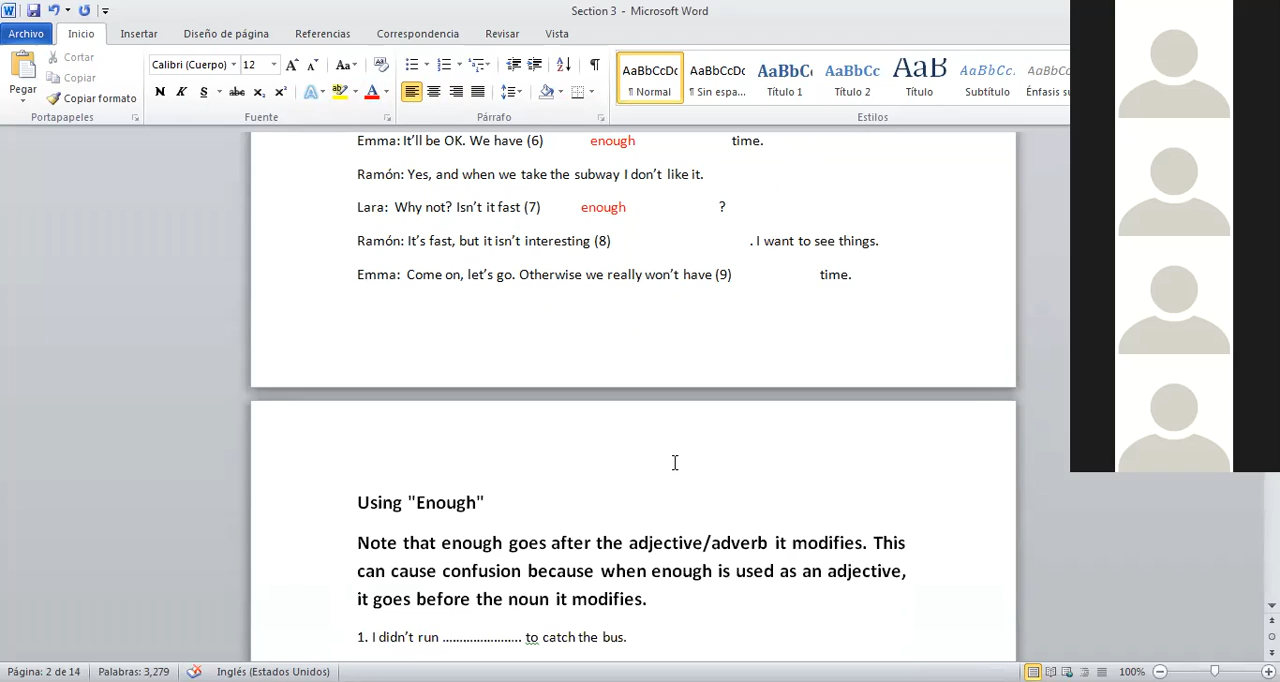 Section 3 - Microsoft Word
Archivo Inicio Insertar Diseño de página Referencias Correspondencia Revisar Vista
Pegar
Cortar
Copiar
Copiar formato
Portapapeles
Calibri (Cuerpo) 12
Fuente
Párrafo
AaBbCcDc AaBbCcDc AaBbC AaBbCc AaB AaBbCc. AaBbCc
¶ Normal ¶ Sin espa... Título 1 Título 2 Título Subtítulo Énfasis su
Estilos
Emma: It'll be OK. We have (6) enough time.
Ramón: Yes, and when we take the subway I don't like it.
Lara: Why not? Isn't it fast (7) enough ?
Ramón: It's fast, but it isn't interesting (8) . I want to see things.
Emma: Come on, let's go. Otherwise we really won't have (9) time.
Using "Enough"
Note that enough goes after the adjective/adverb it modifies. This
can cause confusion because when enough is used as an adjective,
it goes before the noun it modifies.
1. I didn't run ....................... to catch the bus.
Página: 2 de 14 Palabras: 3,279 Inglés (Estados Unidos) 100%